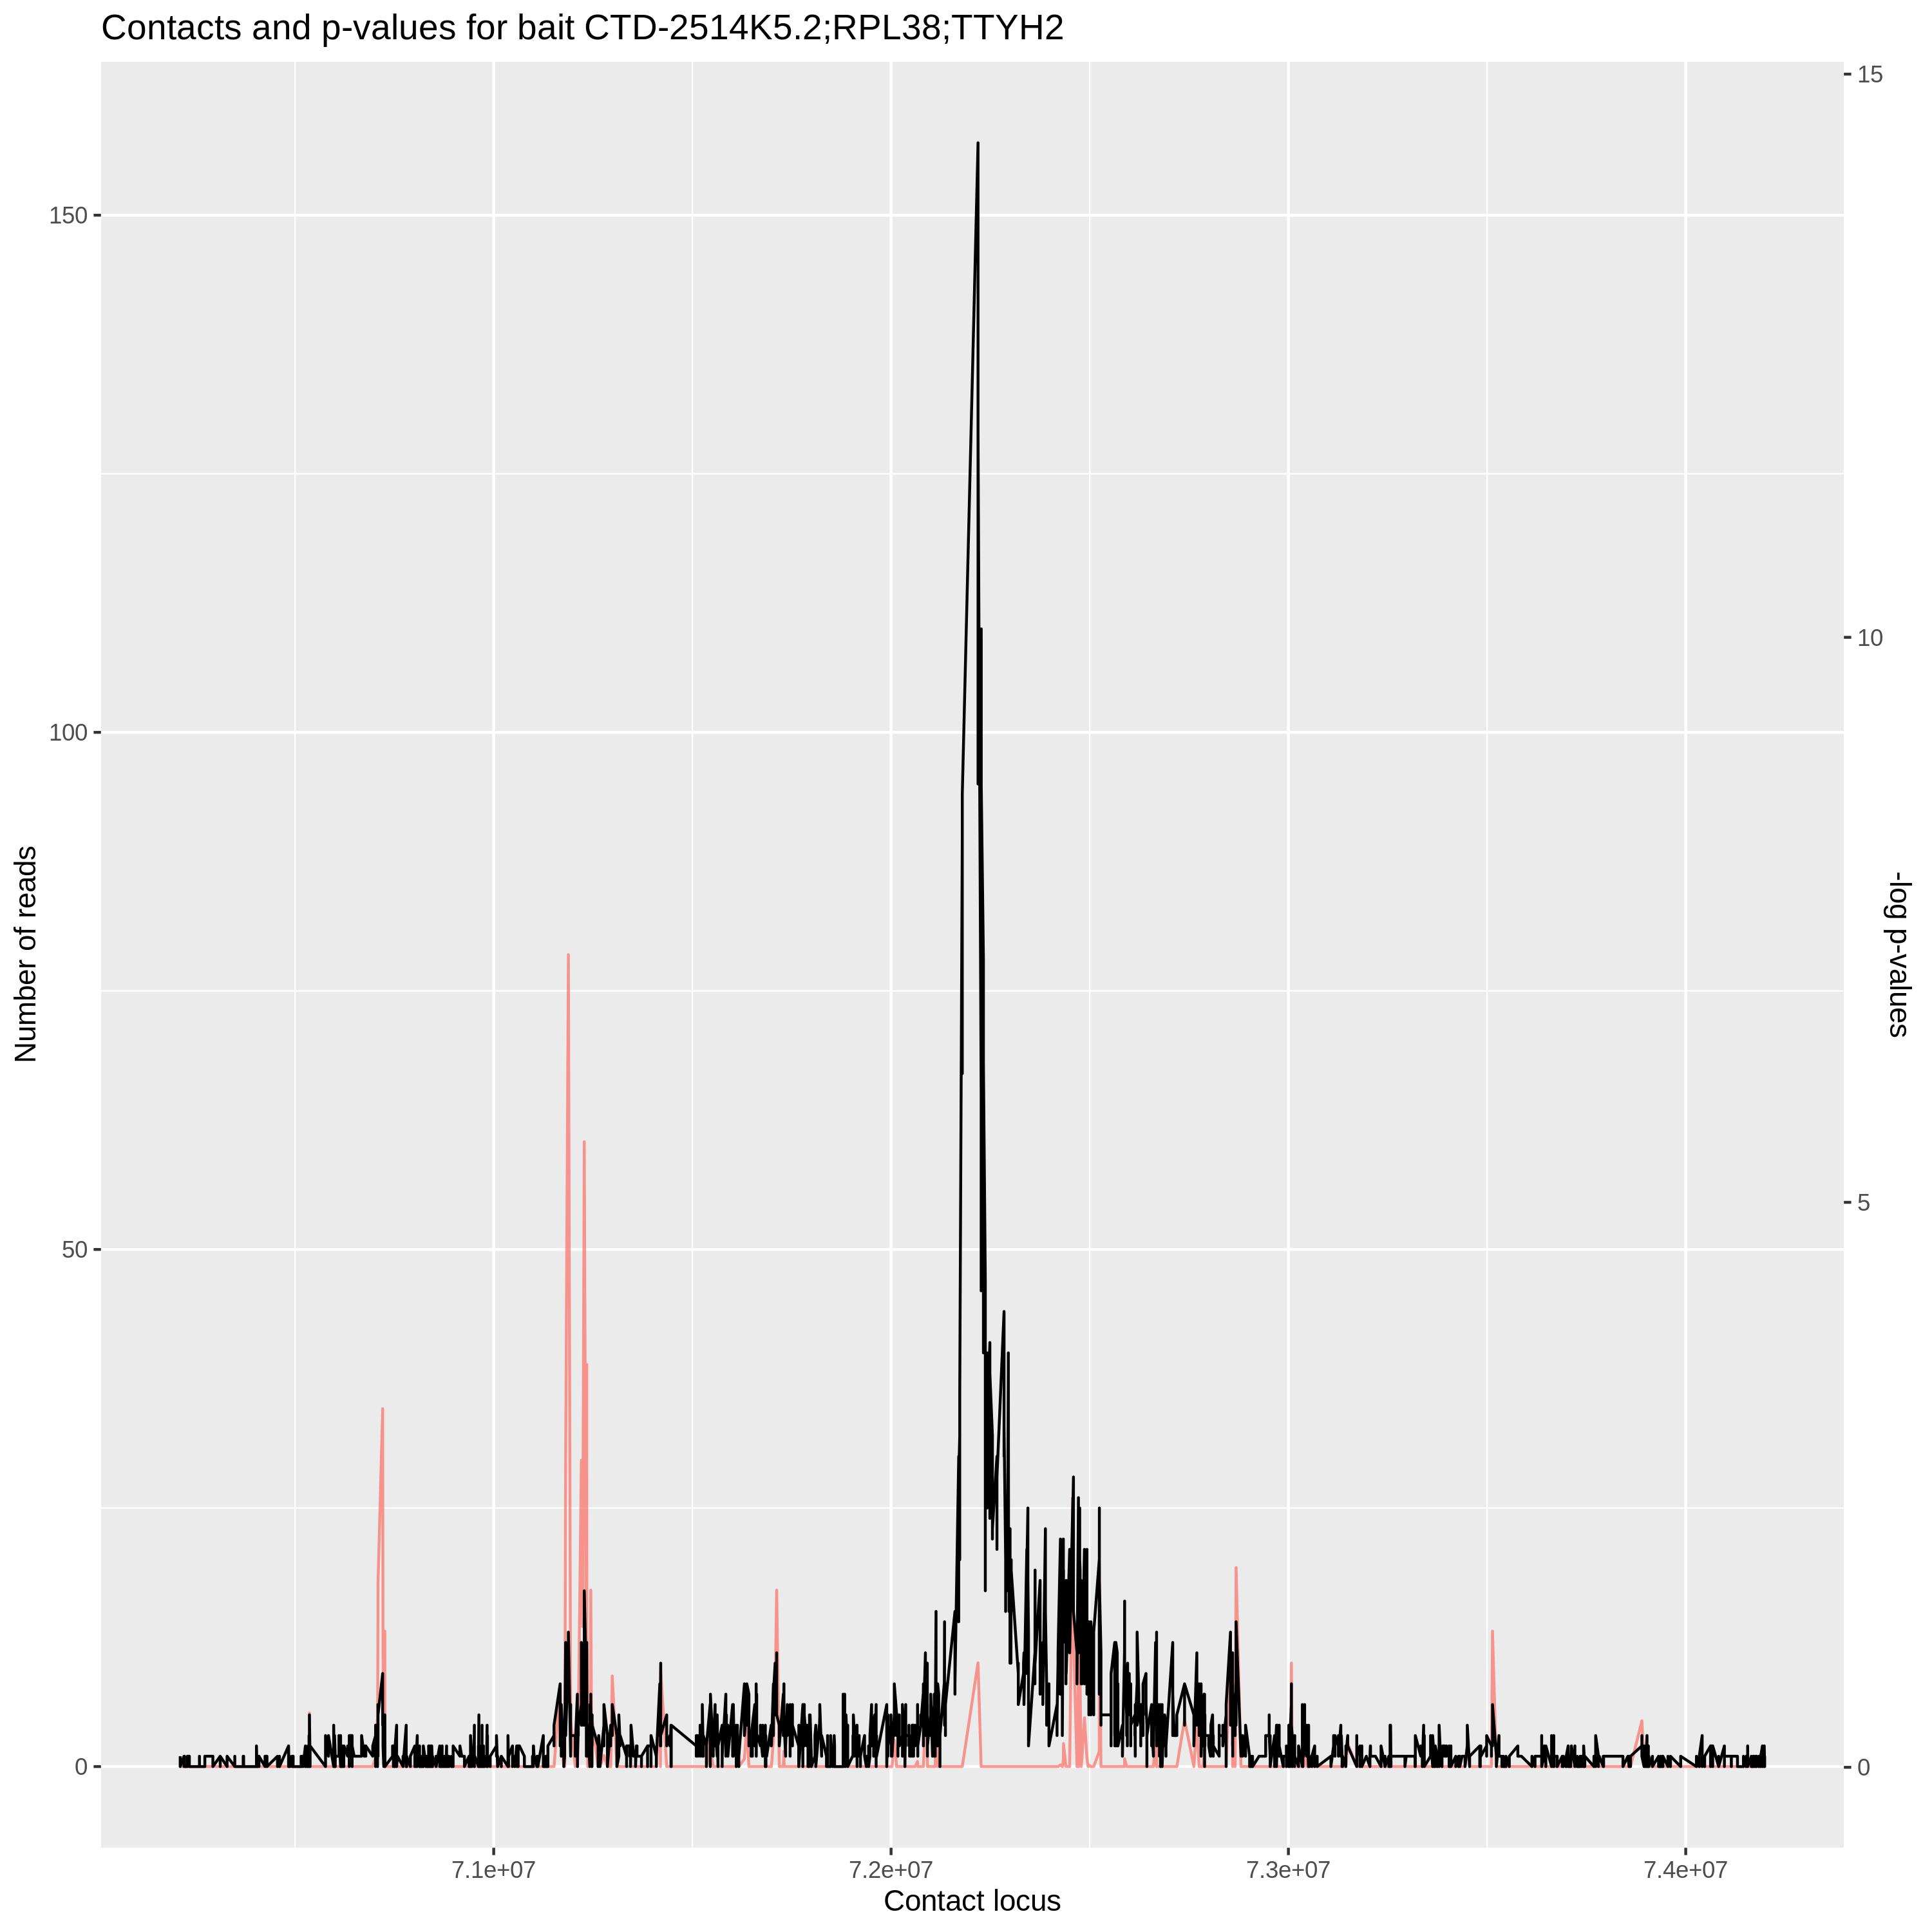 Contacts and p-values for bait CTD-2514K5.2;RPL38;TTYH2
15
150
10
100
Number of reads
-log p-values
5
50
0
0
7.1e+07
7.2e+07
7.3e+07
7.4e+07
Contact locus